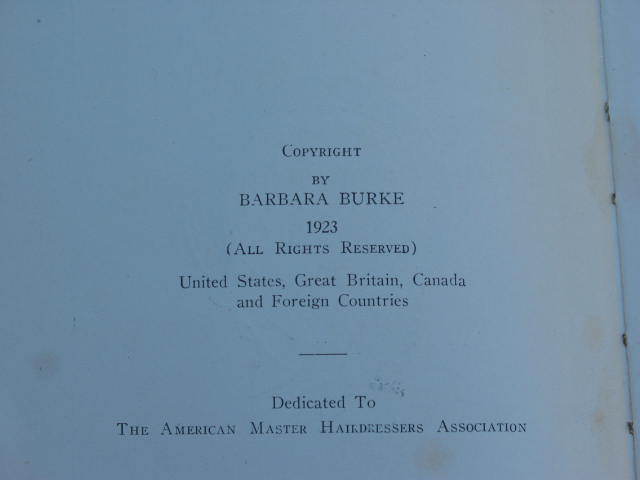 COPYRIGHT
BY
BARBARA BURKE
1923
(ALL RIGHTS RESERVED)
United States, Great Britain, Canada
and Foreign Countries
Dedicated To
THE AMERICAN MASTER HAIRDRESSERS ASSOCIATION